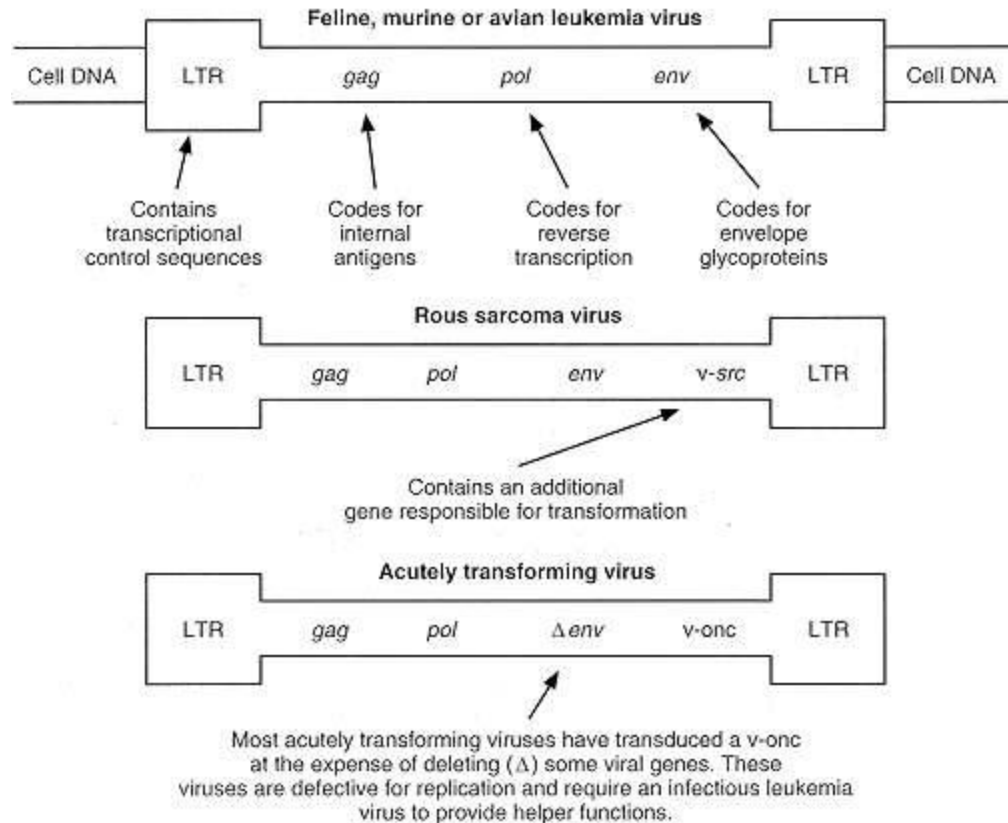 Feline, murine or avian leukemia virus
Cell DNA LTR gag pol env LTR Cell DNA
Contains
transcriptional
control sequences
Codes for
internal
antigens
Codes for
reverse
transcription
Codes for
envelope
glycoproteins
Rous sarcoma virus
LTR gag pol env v-src LTR
Contains an additional
gene responsible for transformation
Acutely transforming virus
LTR gag pol Δ env v-onc LTR
Most acutely transforming viruses have transduced a v-onc
at the expense of deleting (Δ) some viral genes. These
viruses are defective for replication and require an infectious leukemia
virus to provide helper functions.